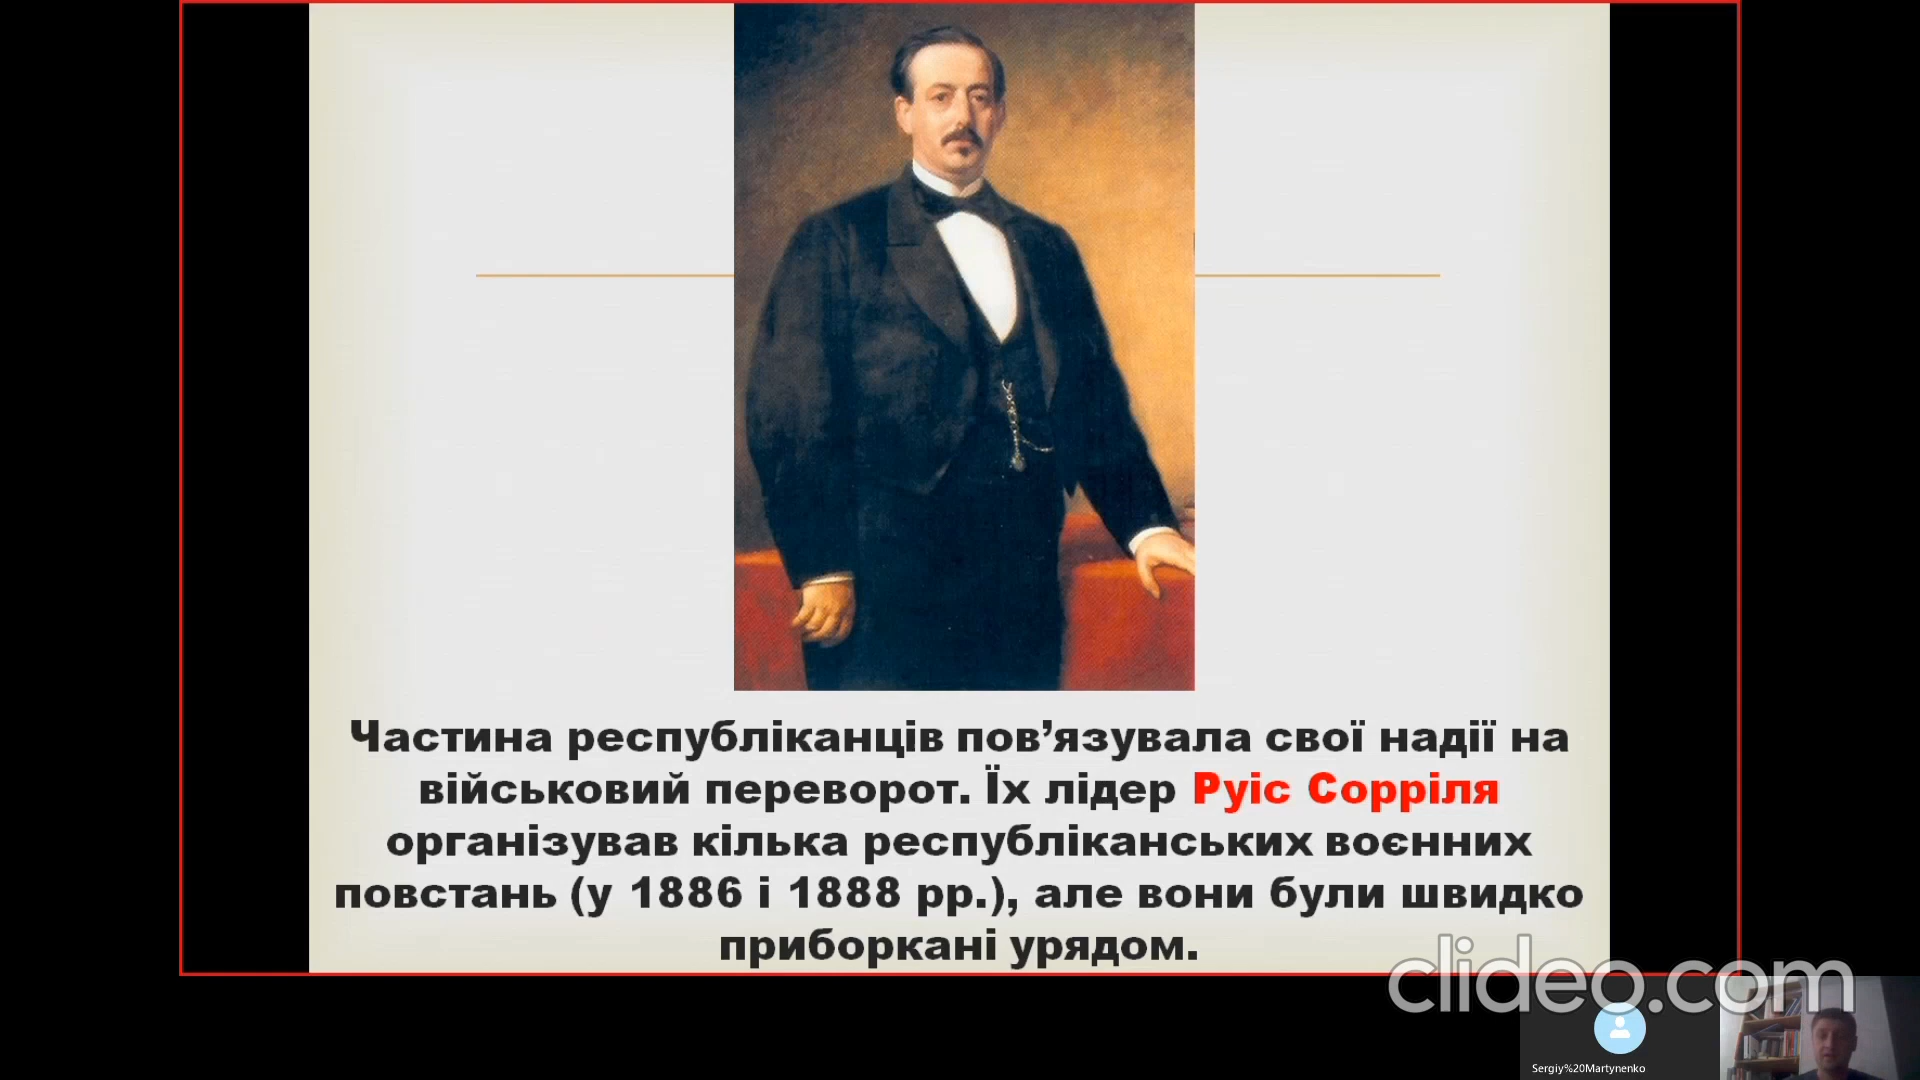 Частина республіканців пов’язувала свої надії на
військовий переворот. Їх лідер Руіс Сорріля
організував кілька республіканських воєнних
повстань (у 1886 і 1888 рр.), але вони були швидко
приборкані урядом.
clideo.com
Sergiy%20Martynenko